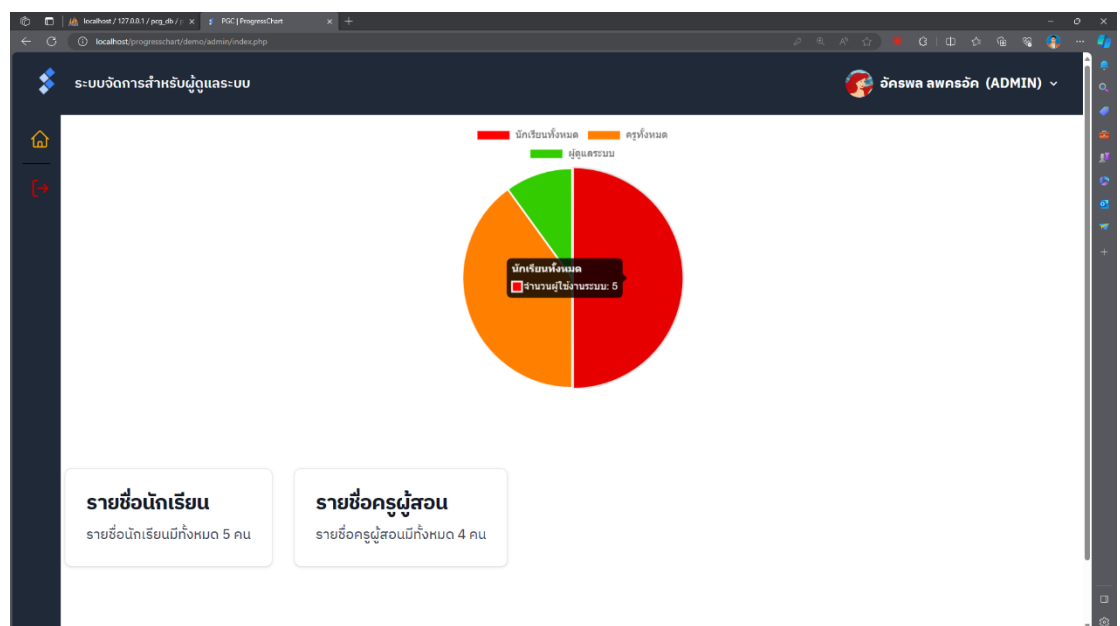 localhost / 127.0.0.1 / pcg_db / p
PGC | ProgressChart
localhost/progresschart/demo/admin/index.php
ระบบจัดการสำหรับผู้ดูแลระบบ
อัครพล ลพครอัค (ADMIN)
นักเรียนทั้งหมด ครูทั้งหมด
ผู้ดูแลระบบ
นักเรียนทั้งหมด
จำนวนผู้ใช้งานระบบ: 5
รายชื่อนักเรียน
รายชื่อนักเรียนมีทั้งหมด 5 คน
รายชื่อครูผู้สอน
รายชื่อครูผู้สอนมีทั้งหมด 4 คน